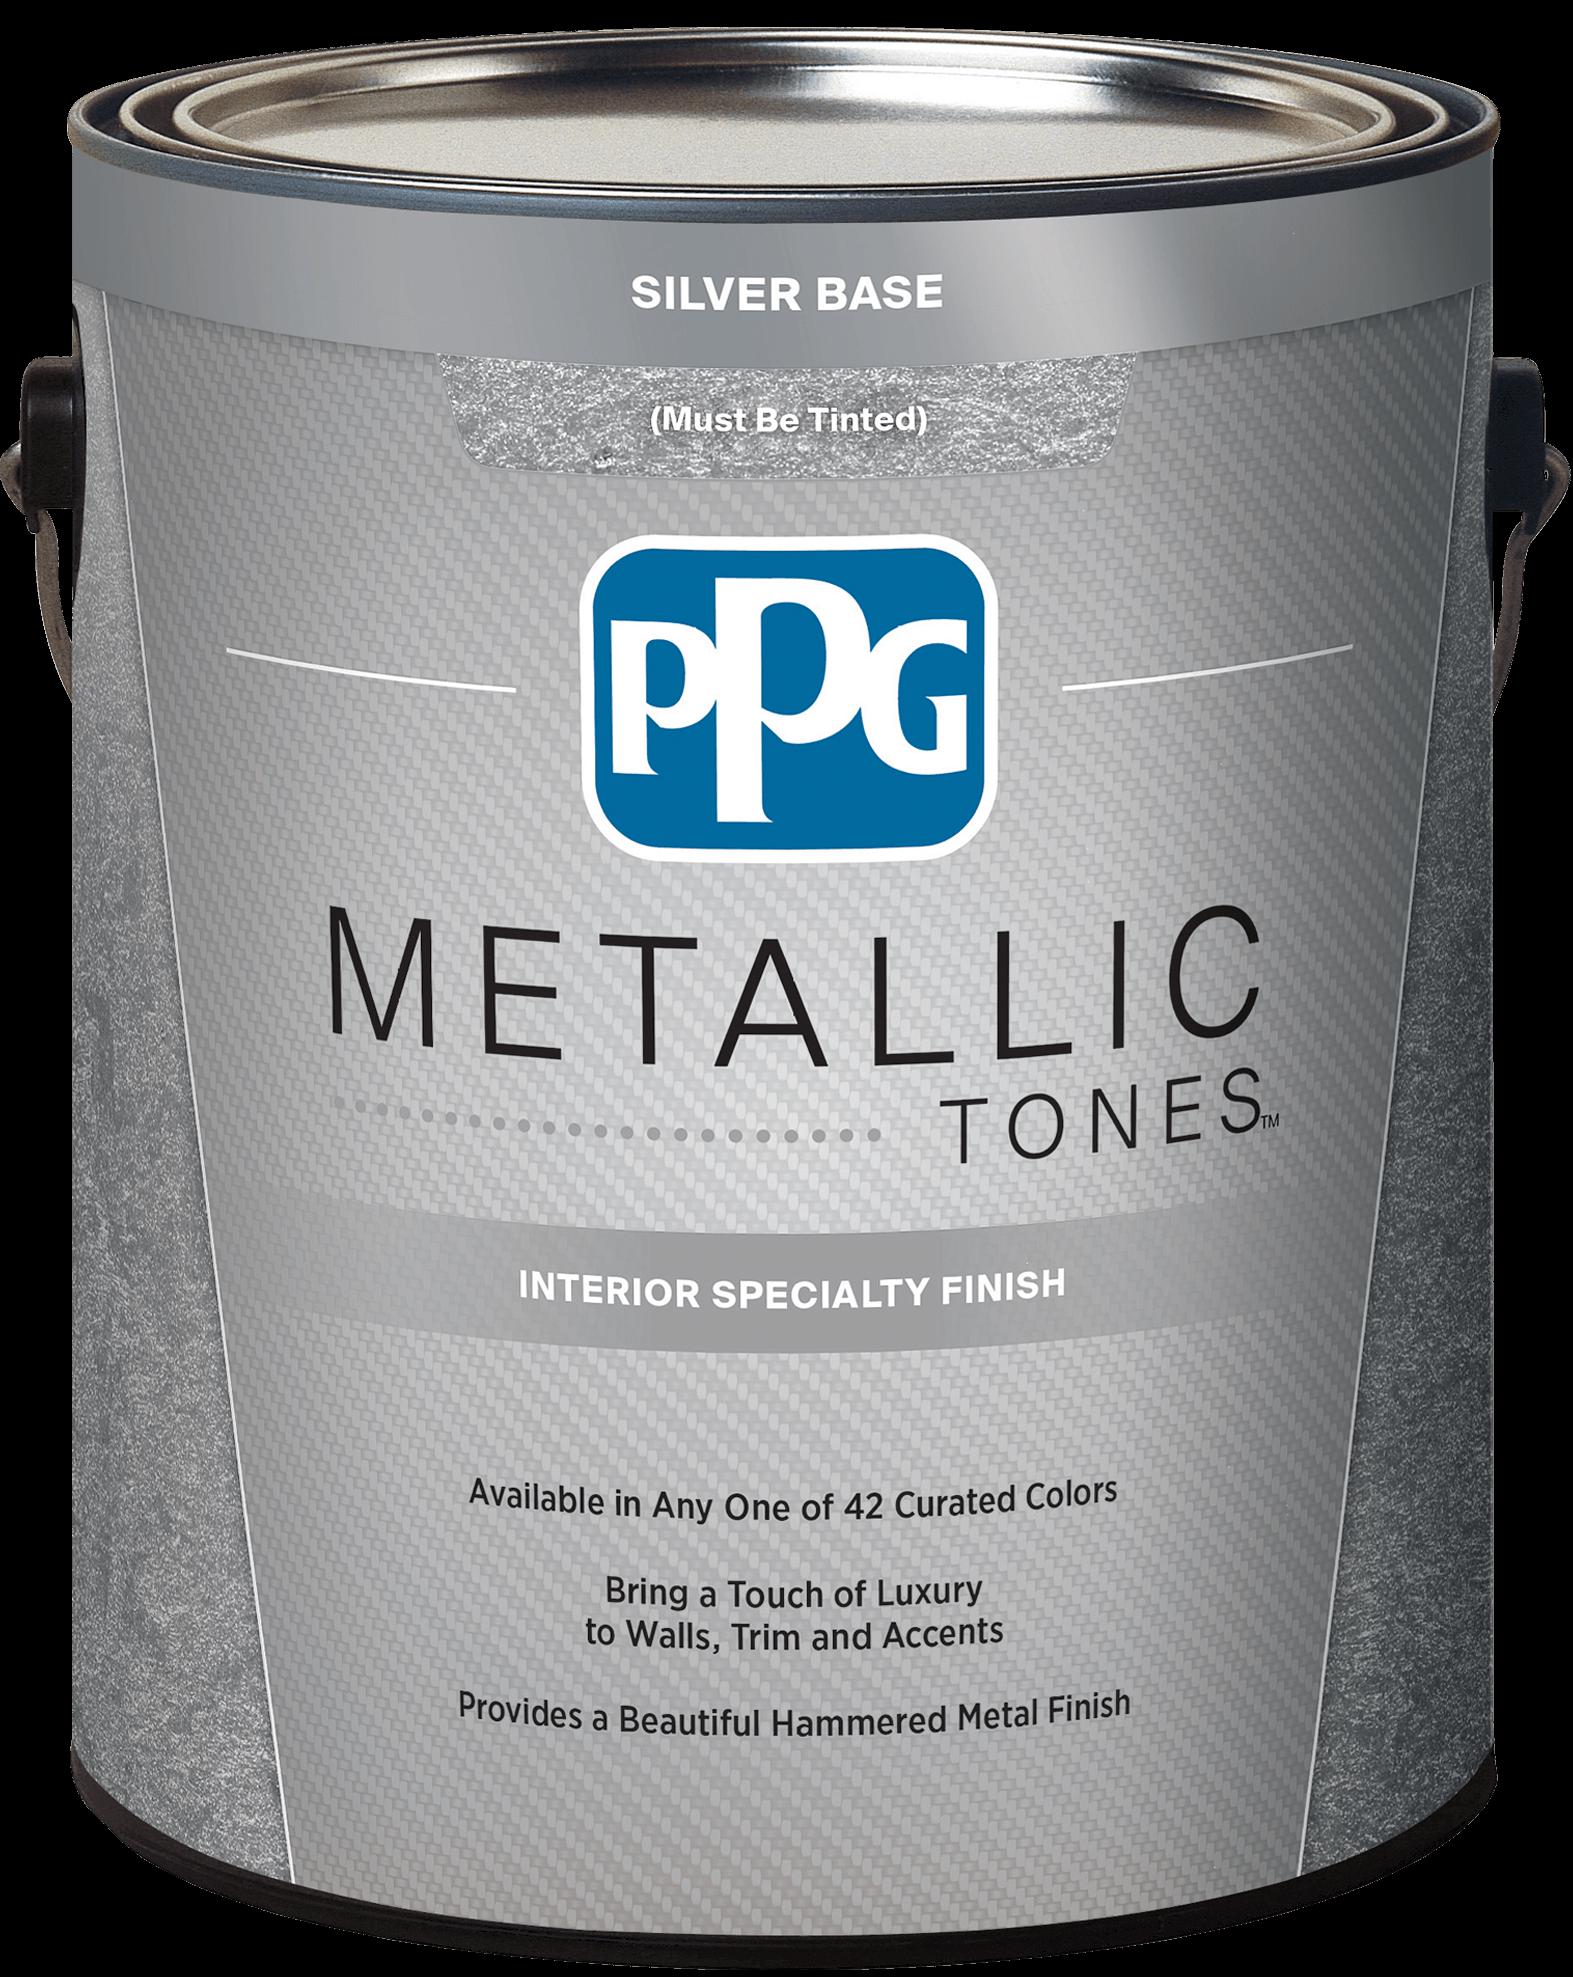 SILVER BASE
(Must Be Tinted)
PPG
METALLIC
TONES™
INTERIOR SPECIALTY FINISH
Available in Any One of 42 Curated Colors
Bring a Touch of Luxury
to Walls, Trim and Accents
Provides a Beautiful Hammered Metal Finish